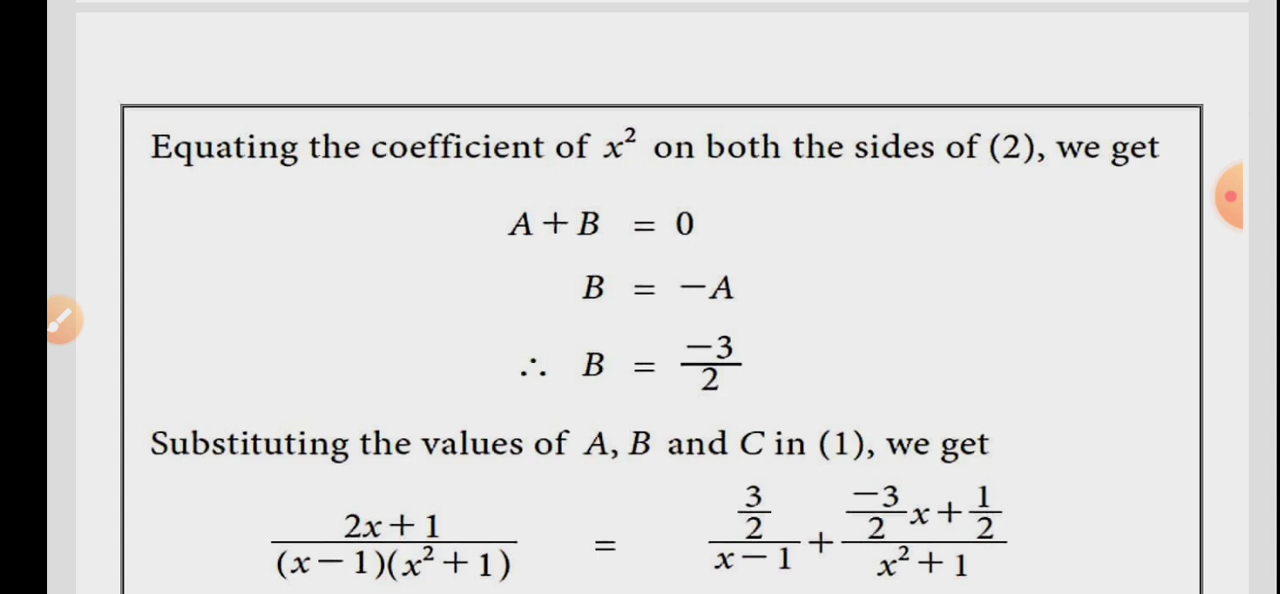 Equating the coefficient of x² on both the sides of (2), we get
A + B = 0
B = −A
∴ B = −3/2
Substituting the values of A, B and C in (1), we get
(2x + 1)/((x − 1)(x² + 1)) = (3/2)/(x − 1) + ((−3/2)x + 1/2)/(x² + 1)